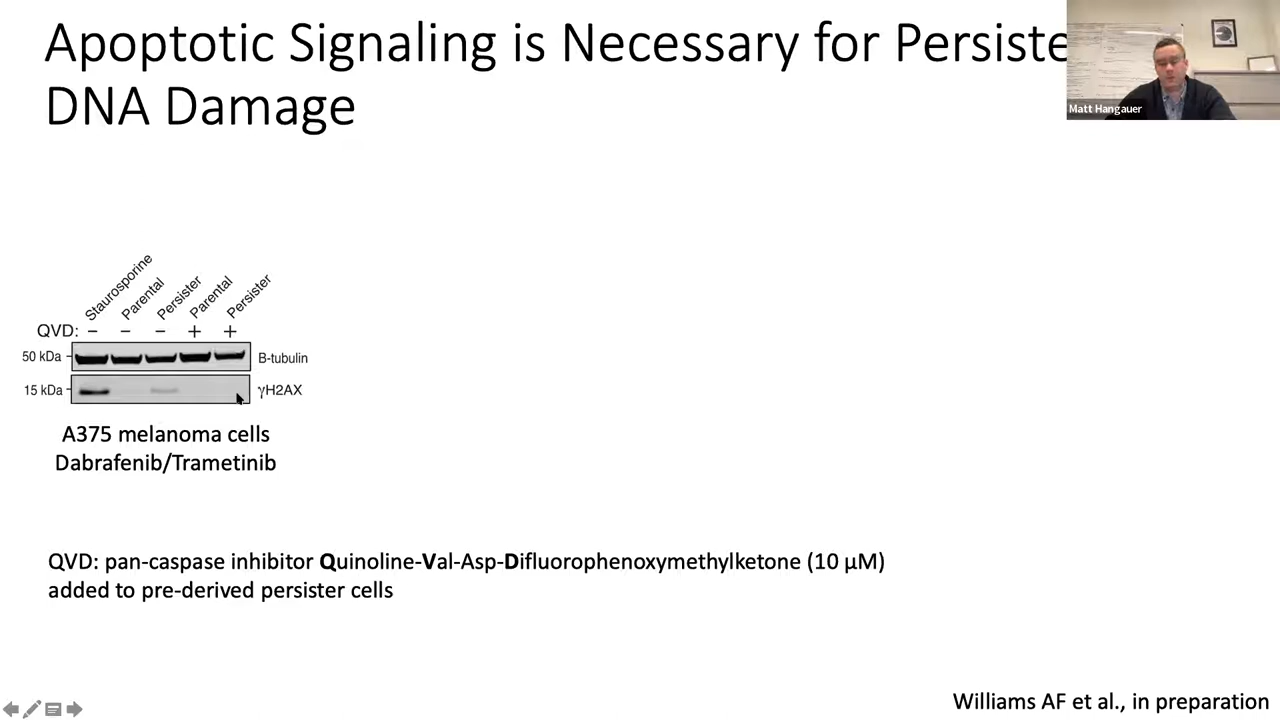 Apoptotic Signaling is Necessary for Persiste
DNA Damage
Matt Hangauer
Staurosporine
Parental
Persister
Parental
Persister
QVD: − − − + +
50 kDa
B-tubulin
15 kDa
γH2AX
A375 melanoma cells
Dabrafenib/Trametinib
QVD: pan-caspase inhibitor Quinoline-Val-Asp-Difluorophenoxymethylketone (10 μM)
added to pre-derived persister cells
Williams AF et al., in preparation